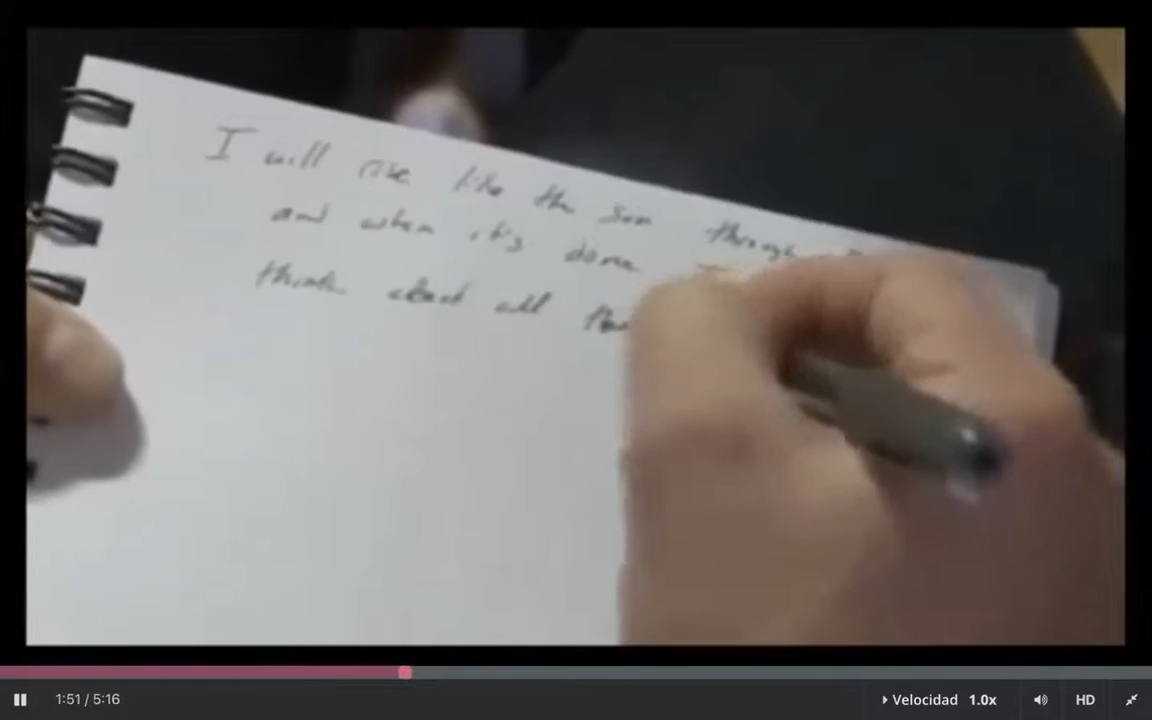 I will rise like the sun through
and when it's done
think about all
1:51 / 5:16
Velocidad 1.0x
HD